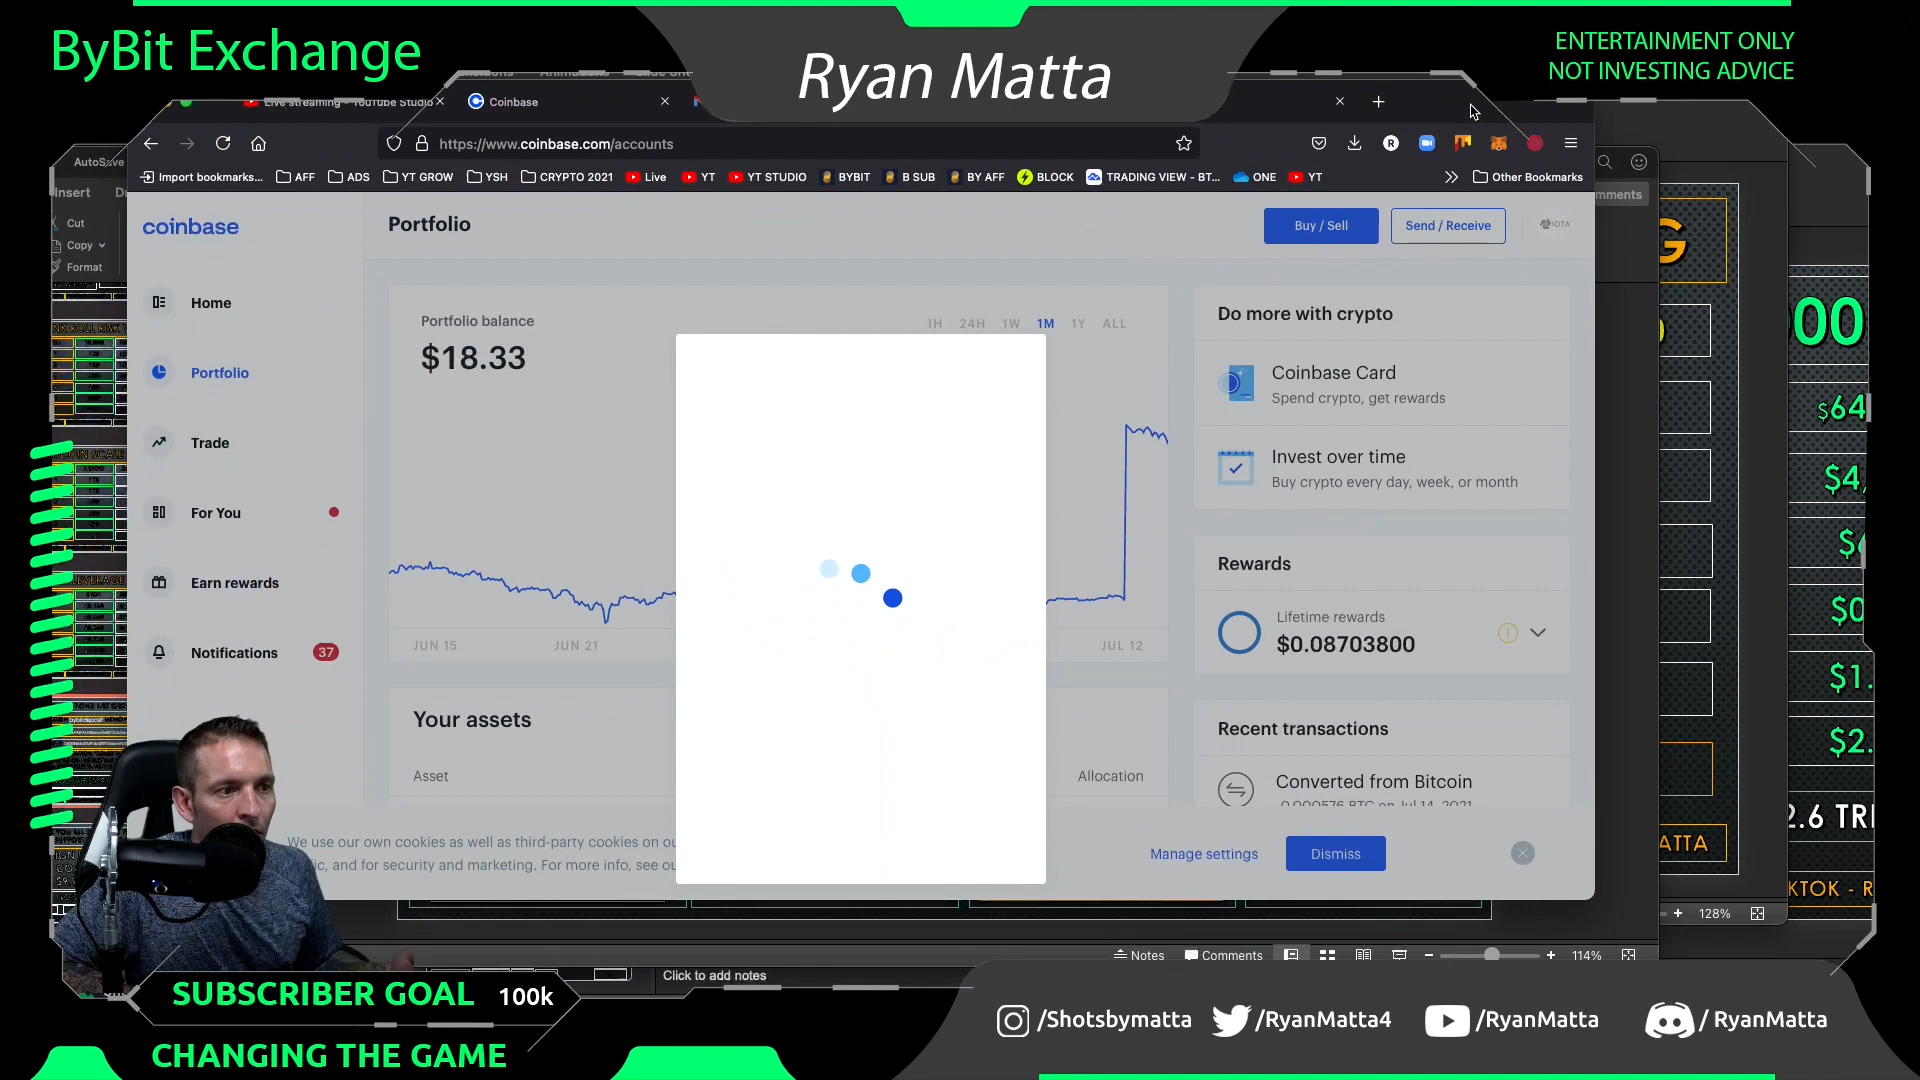 ByBit Exchange
Ryan Matta
ENTERTAINMENT ONLY
NOT INVESTING ADVICE
Live streaming - YouTube Studio
Coinbase
https://www.coinbase.com/accounts
Import bookmarks...
AFF
ADS
YT GROW
YSH
CRYPTO 2021
Live
YT
YT STUDIO
BYBIT
B SUB
BY AFF
BLOCK
TRADING VIEW - BT...
ONE
YT
Other Bookmarks
AutoSave
Insert
Cut
Copy
Format
coinbase
Portfolio
Buy / Sell
Send / Receive
IOTA
Home
Portfolio
Trade
For You
Earn rewards
Notifications
37
Portfolio balance
$18.33
1H
24H
1W
1M
1Y
ALL
JUN 15
JUN 21
JUL 12
Your assets
Asset
Allocation
Do more with crypto
Coinbase Card
Spend crypto, get rewards
Invest over time
Buy crypto every day, week, or month
Rewards
Lifetime rewards
$0.08703800
Recent transactions
Converted from Bitcoin
We use our own cookies as well as third-party cookies on
and for security and marketing. For more info, see
Manage settings
Dismiss
$64
128%
Notes
Comments
114%
Click to add notes
SUBSCRIBER GOAL
100k
CHANGING THE GAME
/Shotsbymatta
/RyanMatta4
/RyanMatta
/ RyanMatta